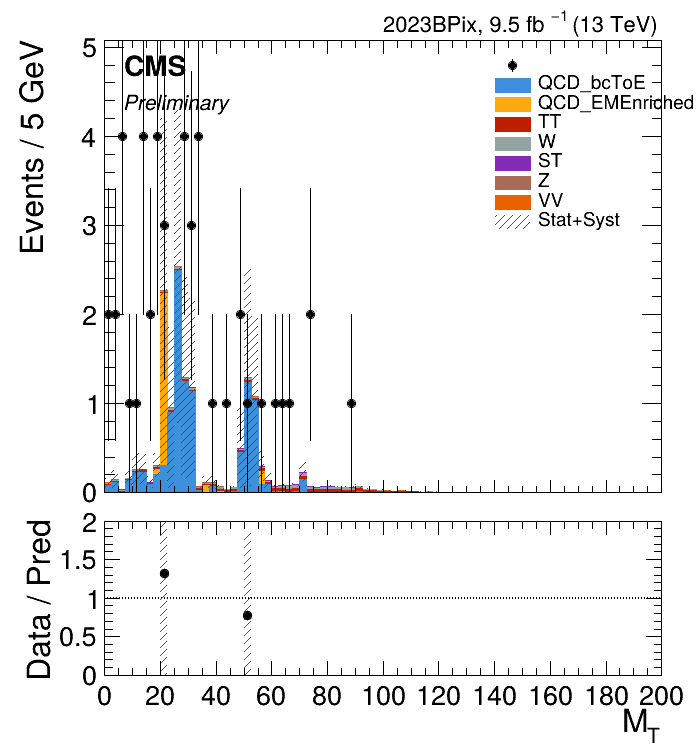 2023BPix, 9.5 fb⁻¹ (13 TeV)
CMS
Preliminary
QCD_bcToE
QCD_EMEnriched
TT
W
ST
Z
VV
Stat+Syst
Events / 5 GeV
5
4
3
2
1
0
Data / Pred
2
1.5
1
0.5
0
0 20 40 60 80 100 120 140 160 180 200
M_T